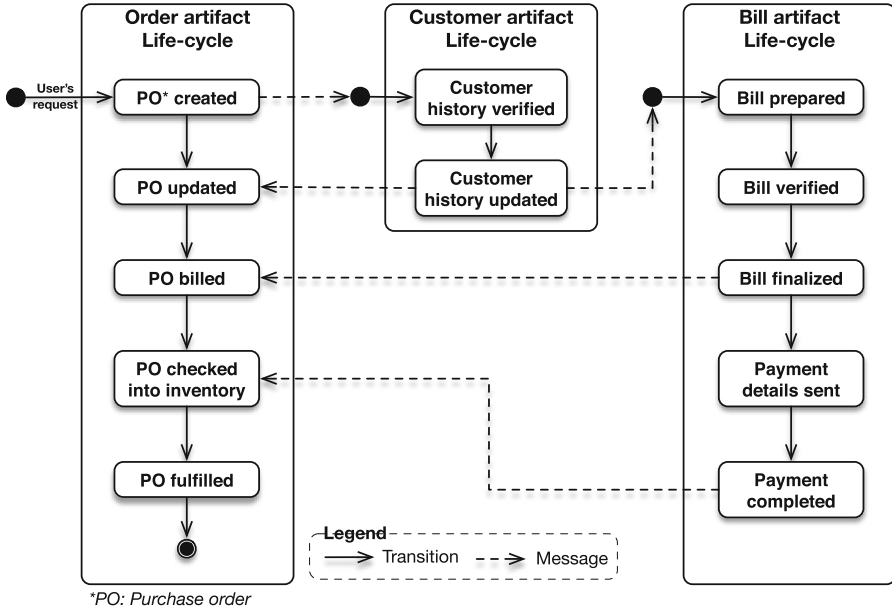 Order artifact
Life-cycle
Customer artifact
Life-cycle
Bill artifact
Life-cycle
User's
request
PO* created
Customer
history verified
Bill prepared
PO updated
Customer
history updated
Bill verified
PO billed
Bill finalized
PO checked
into inventory
Payment
details sent
PO fulfilled
Payment
completed
Legend
Transition
Message
*PO: Purchase order